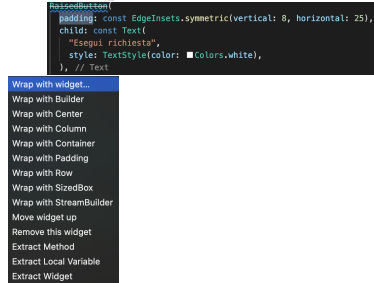 RaisedButton(
padding: const EdgeInsets.symmetric(vertical: 8, horizontal: 25),
child: const Text(
"Esegui richiesta",
style: TextStyle(color: Colors.white),
), // Text
Wrap with widget...
Wrap with Builder
Wrap with Center
Wrap with Column
Wrap with Container
Wrap with Padding
Wrap with Row
Wrap with SizedBox
Wrap with StreamBuilder
Move widget up
Remove this widget
Extract Method
Extract Local Variable
Extract Widget